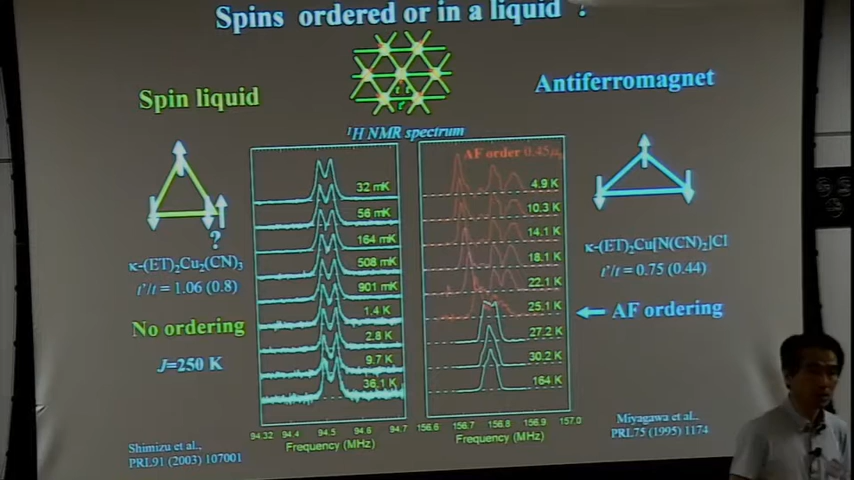 Spins ordered or in a liquid ?
t t
t'
Spin liquid
Antiferromagnet
¹H NMR spectrum
AF order 0.45μB
32 mK
56 mK
164 mK
508 mK
901 mK
1.4 K
2.8 K
9.7 K
36.1 K
4.9 K
10.3 K
14.1 K
18.1 K
22.1 K
25.1 K
27.2 K
30.2 K
164 K
?
κ-(ET)₂Cu₂(CN)₃
t'/t = 1.06 (0.8)
No ordering
J=250 K
κ-(ET)₂Cu[N(CN)₂]Cl
t'/t = 0.75 (0.44)
AF ordering
94.32 94.4 94.5 94.6 94.7
Frequency (MHz)
156.6 156.7 156.8 156.9 157.0
Frequency (MHz)
Shimizu et al.,
PRL91 (2003) 107001
Miyagawa et al.,
PRL75 (1995) 1174